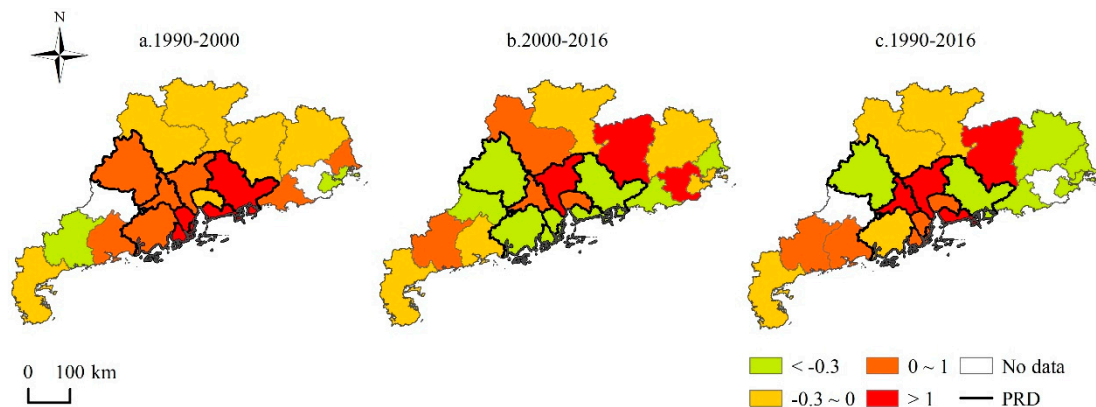 N
a.1990-2000
b.2000-2016
c.1990-2016
0 100 km
< -0.3
0 ~ 1
No data
-0.3 ~ 0
> 1
PRD